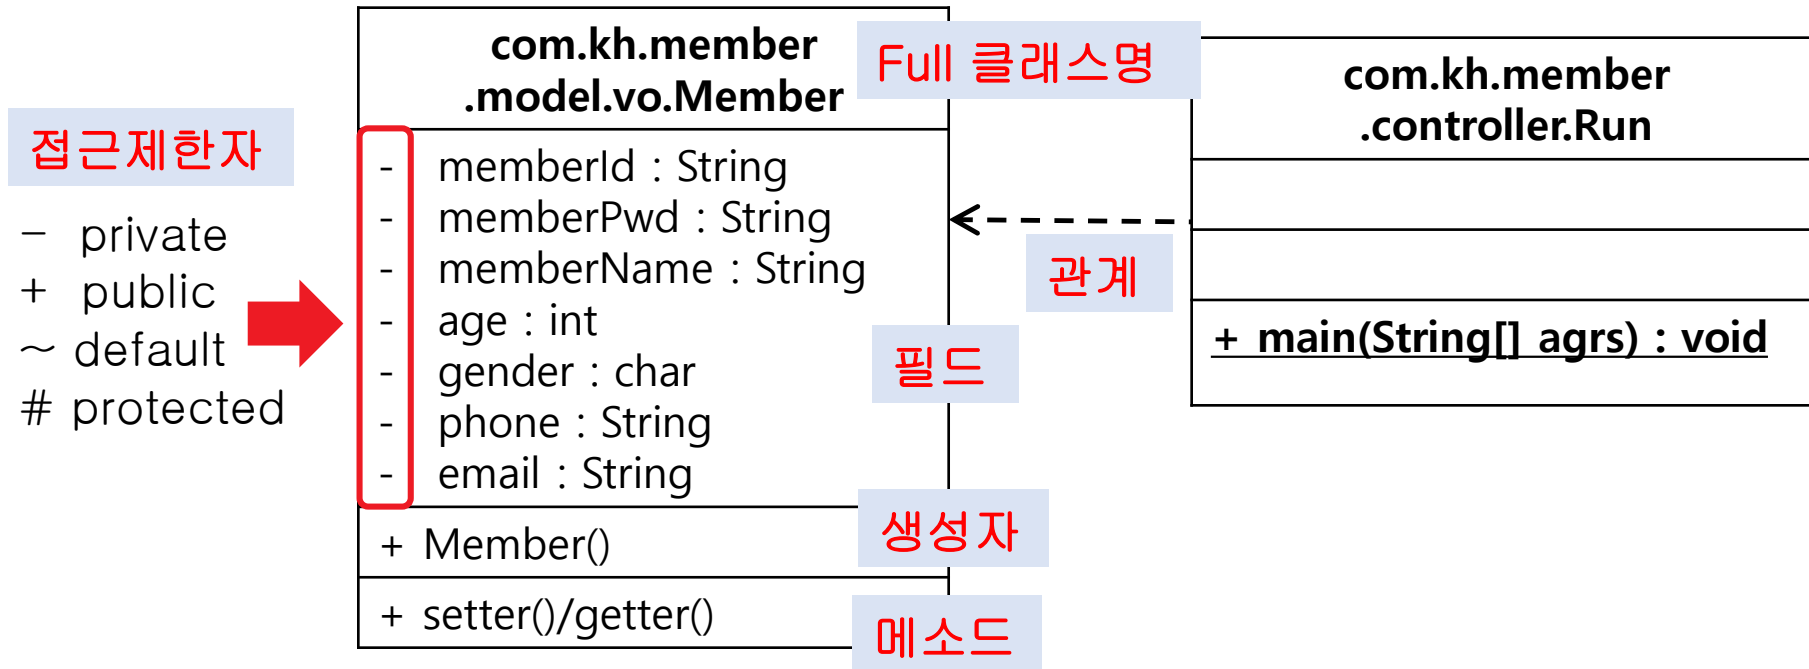 접근제한자
– private
+ public
~ default
# protected
com.kh.member
.model.vo.Member
Full 클래스명
- memberId : String
- memberPwd : String
- memberName : String
- age : int
- gender : char
- phone : String
- email : String
필드
+ Member()
생성자
+ setter()/getter()
메소드
관계
com.kh.member
.controller.Run
+ main(String[] agrs) : void